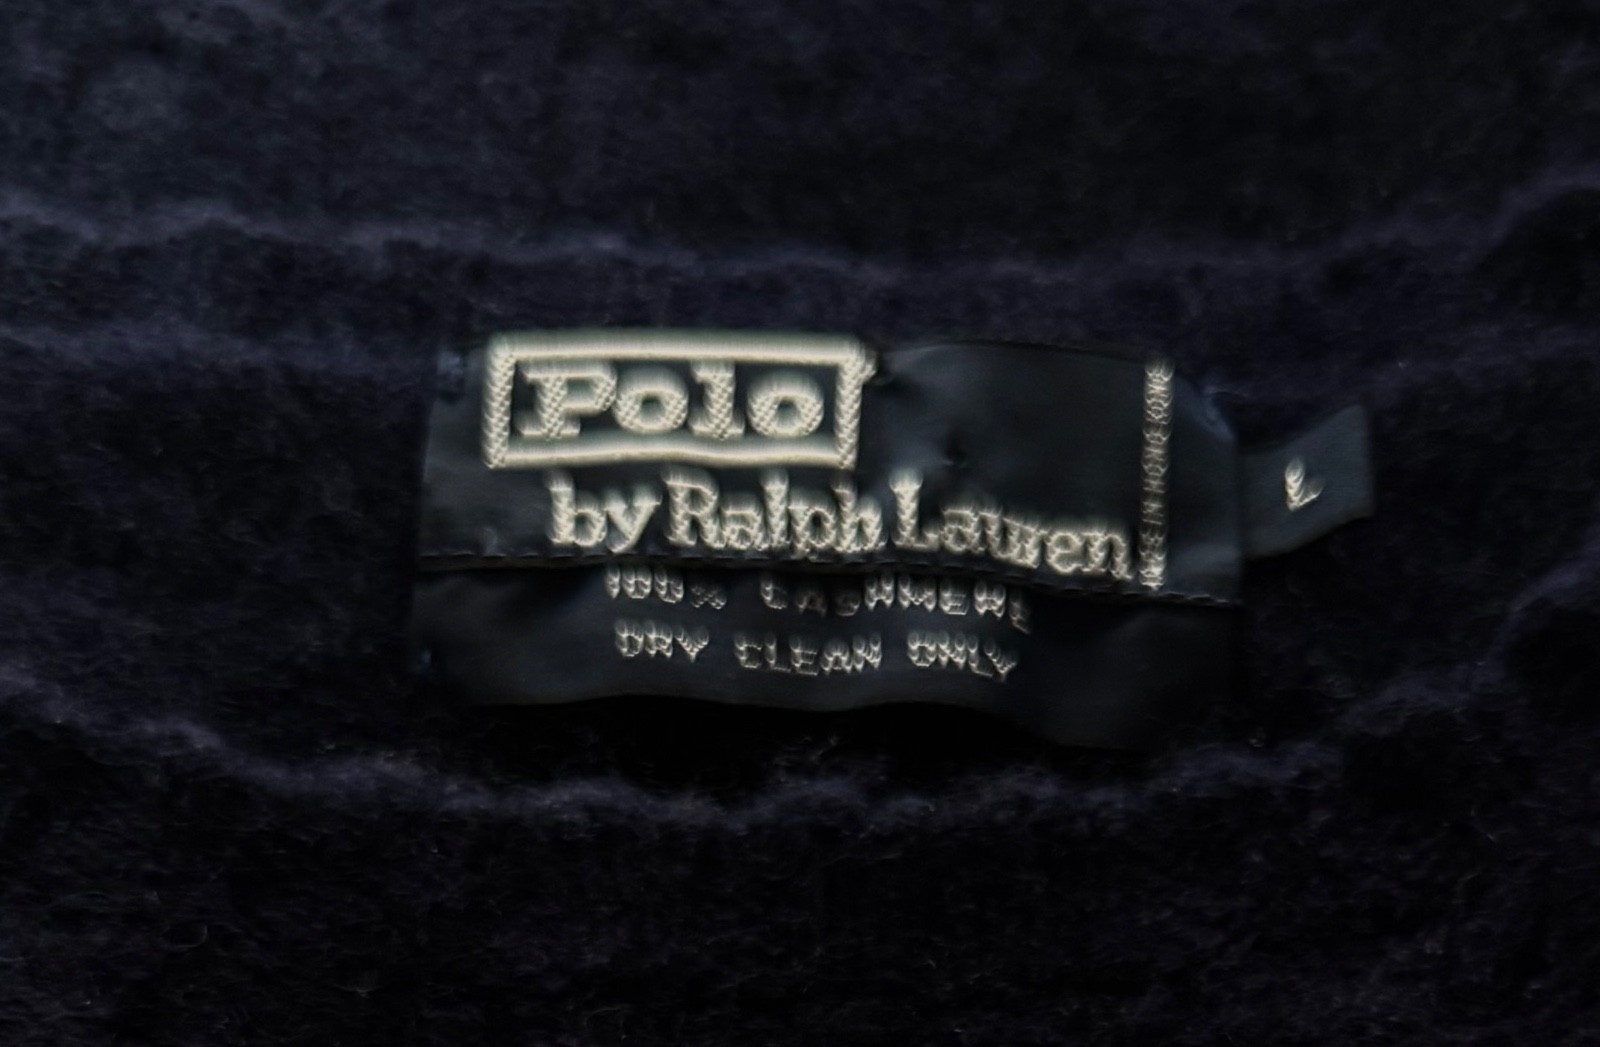 Polo
by Ralph Lauren
L
100% CASHMERE
DRY CLEAN ONLY